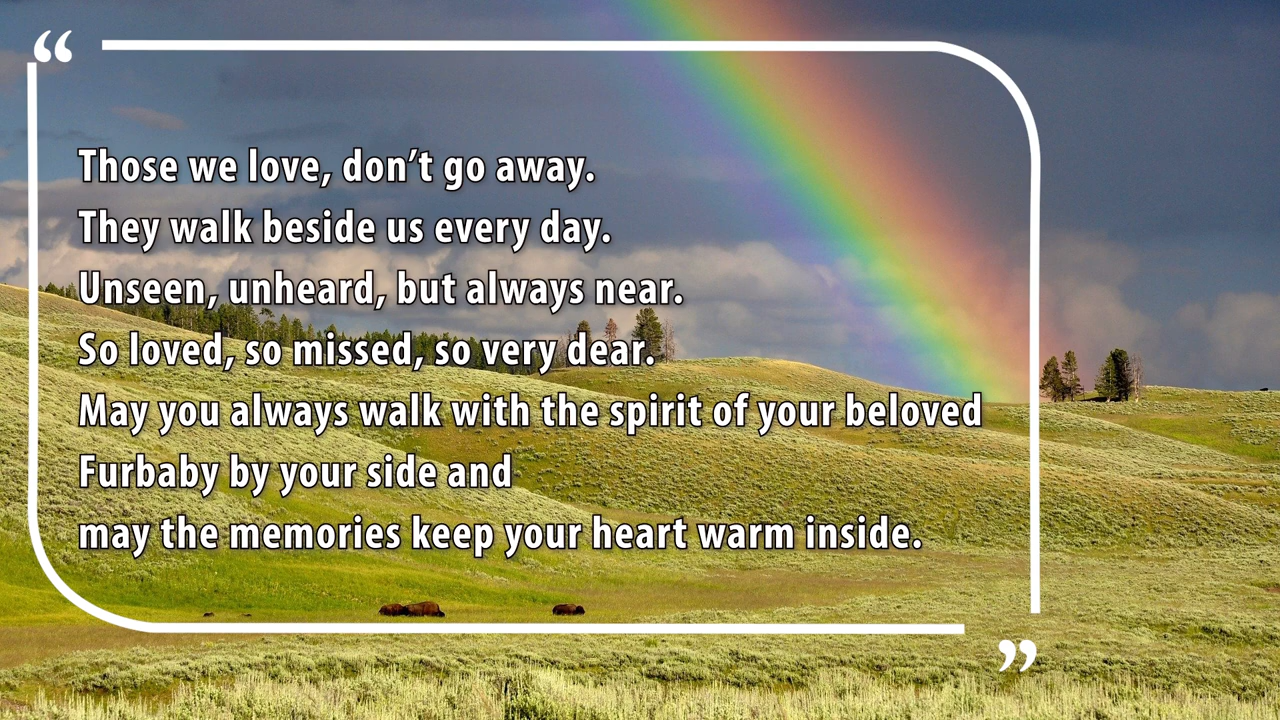 “
Those we love, don’t go away.
They walk beside us every day.
Unseen, unheard, but always near.
So loved, so missed, so very dear.
May you always walk with the spirit of your beloved
Furbaby by your side and
may the memories keep your heart warm inside.
”